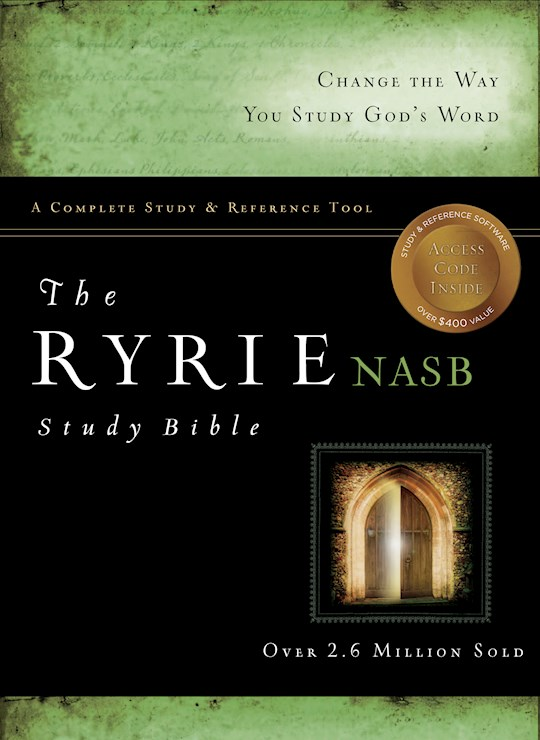 Change the Way
You Study God's Word
A Complete Study & Reference Tool
STUDY & REFERENCE SOFTWARE
Access
Code
Inside
OVER $400 VALUE
The
RYRIE NASB
Study Bible
Over 2.6 Million Sold